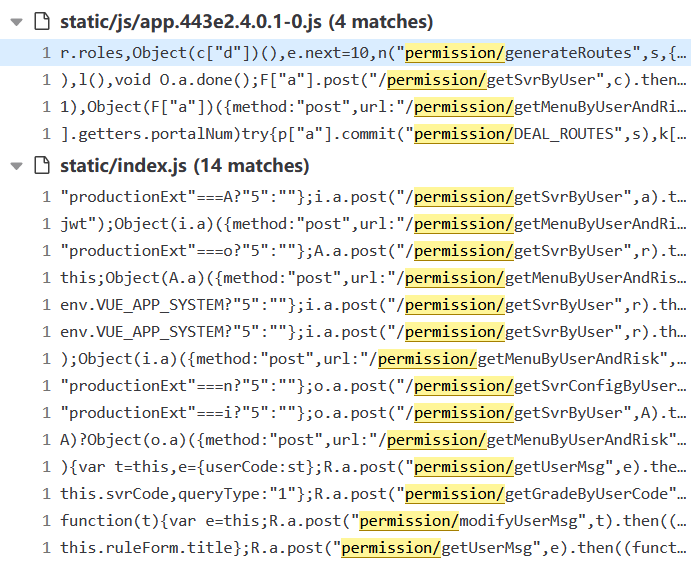 static/js/app.443e2.4.0.1-0.js (4 matches)
1 r.roles,Object(c["d"])(),e.next=10,n("permission/generateRoutes",s,{…
1 ),l(),void O.a.done();F["a"].post("/permission/getSvrByUser",c).then…
1 1),Object(F["a"])({method:"post",url:"/permission/getMenuByUserAndRi…
1 ].getters.portalNum)try{p["a"].commit("permission/DEAL_ROUTES",s),k[…
static/index.js (14 matches)
1 "productionExt"===A?"5":""};i.a.post("/permission/getSvrByUser",a).t…
1 jwt");Object(i.a)({method:"post",url:"/permission/getMenuByUserAndRi…
1 "productionExt"===o?"5":""};A.a.post("/permission/getSvrByUser",r).t…
1 this;Object(A.a)({method:"post",url:"/permission/getMenuByUserAndRis…
1 env.VUE_APP_SYSTEM?"5":""};i.a.post("/permission/getSvrByUser",r).t…
1 env.VUE_APP_SYSTEM?"5":""};i.a.post("/permission/getSvrByUser",r).t…
1 );Object(i.a)({method:"post",url:"/permission/getMenuByUserAndRisk",…
1 "productionExt"===n?"5":""};o.a.post("/permission/getSvrConfigByUser…
1 "productionExt"===i?"5":""};o.a.post("/permission/getSvrByUser",A).t…
1 A)?Object(o.a)({method:"post",url:"/permission/getMenuByUserAndRisk"…
1 ){var t=this,e={userCode:st};R.a.post("permission/getUserMsg",e).the…
1 this.svrCode,queryType:"1"};R.a.post("permission/getGradeByUserCode"…
1 function(t){var e=this;R.a.post("permission/modifyUserMsg",t).then((…
1 this.ruleForm.title};R.a.post("permission/getUserMsg",e).then((funct…